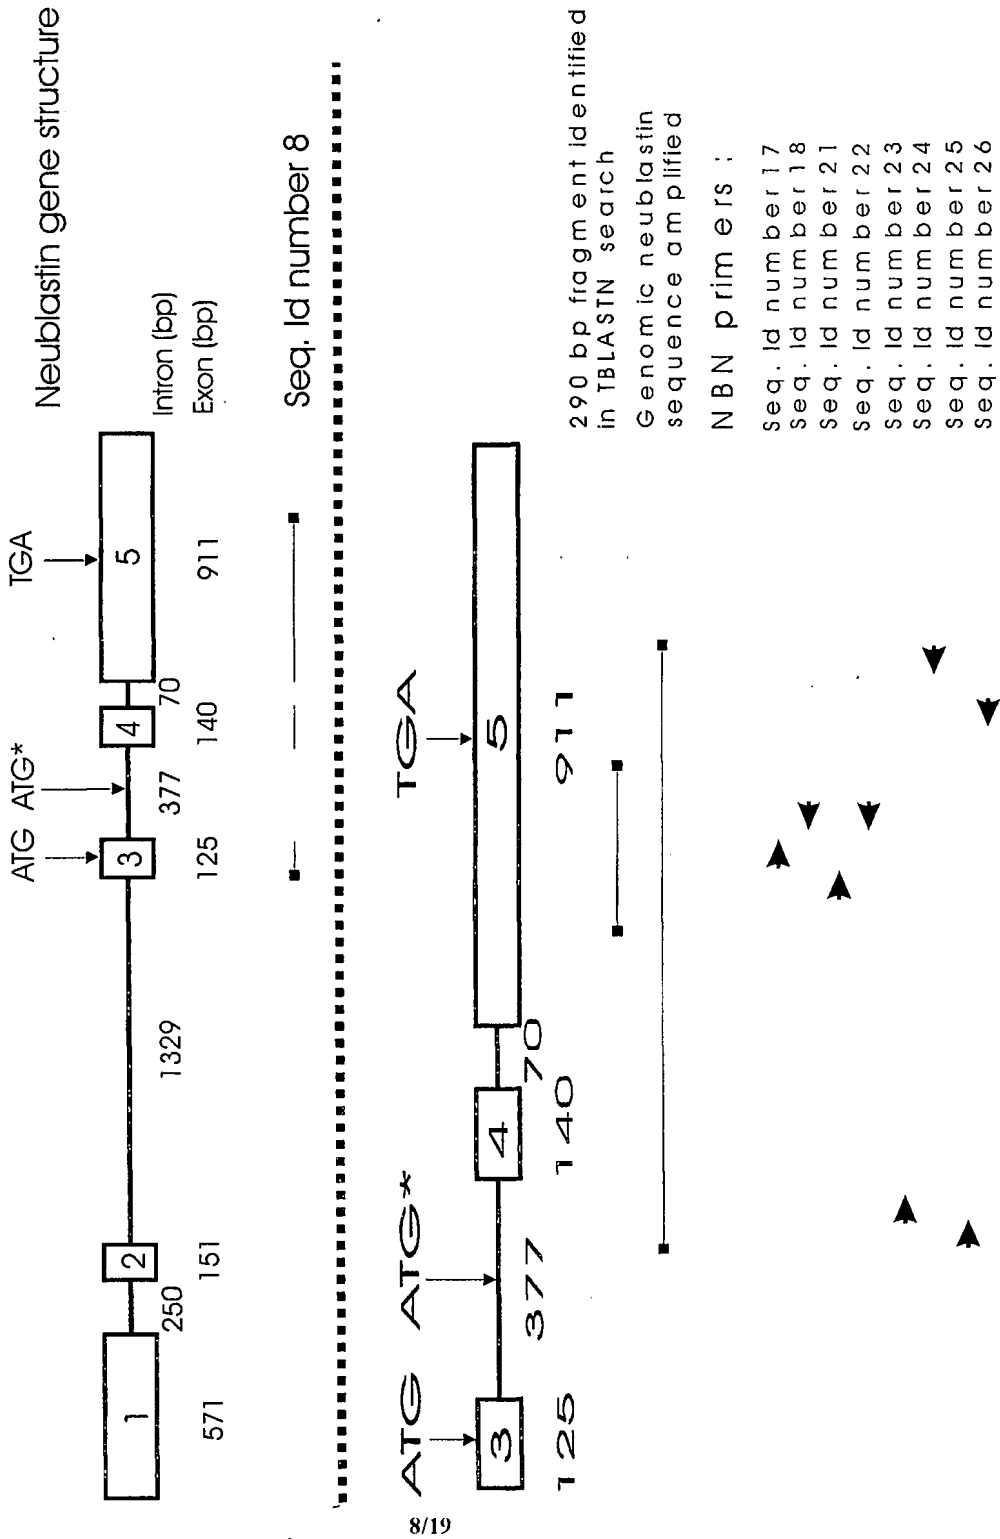 Neublastin gene structure
ATG ATG* TGA
1 2 3 4 5
250 1329 377 70 Intron (bp)
571 151 125 140 911 Exon (bp)
Seq. Id number 8
ATG ATG* TGA
3 4 5
377 70
125 140 911
290 bp fragment identified
in TBLASTN search
Genomic neublastin
sequence amplified
NBN primers :
Seq. Id number 17
Seq. Id number 18
Seq. Id number 21
Seq. Id number 22
Seq. Id number 23
Seq. Id number 24
Seq. Id number 25
Seq. Id number 26
8/19